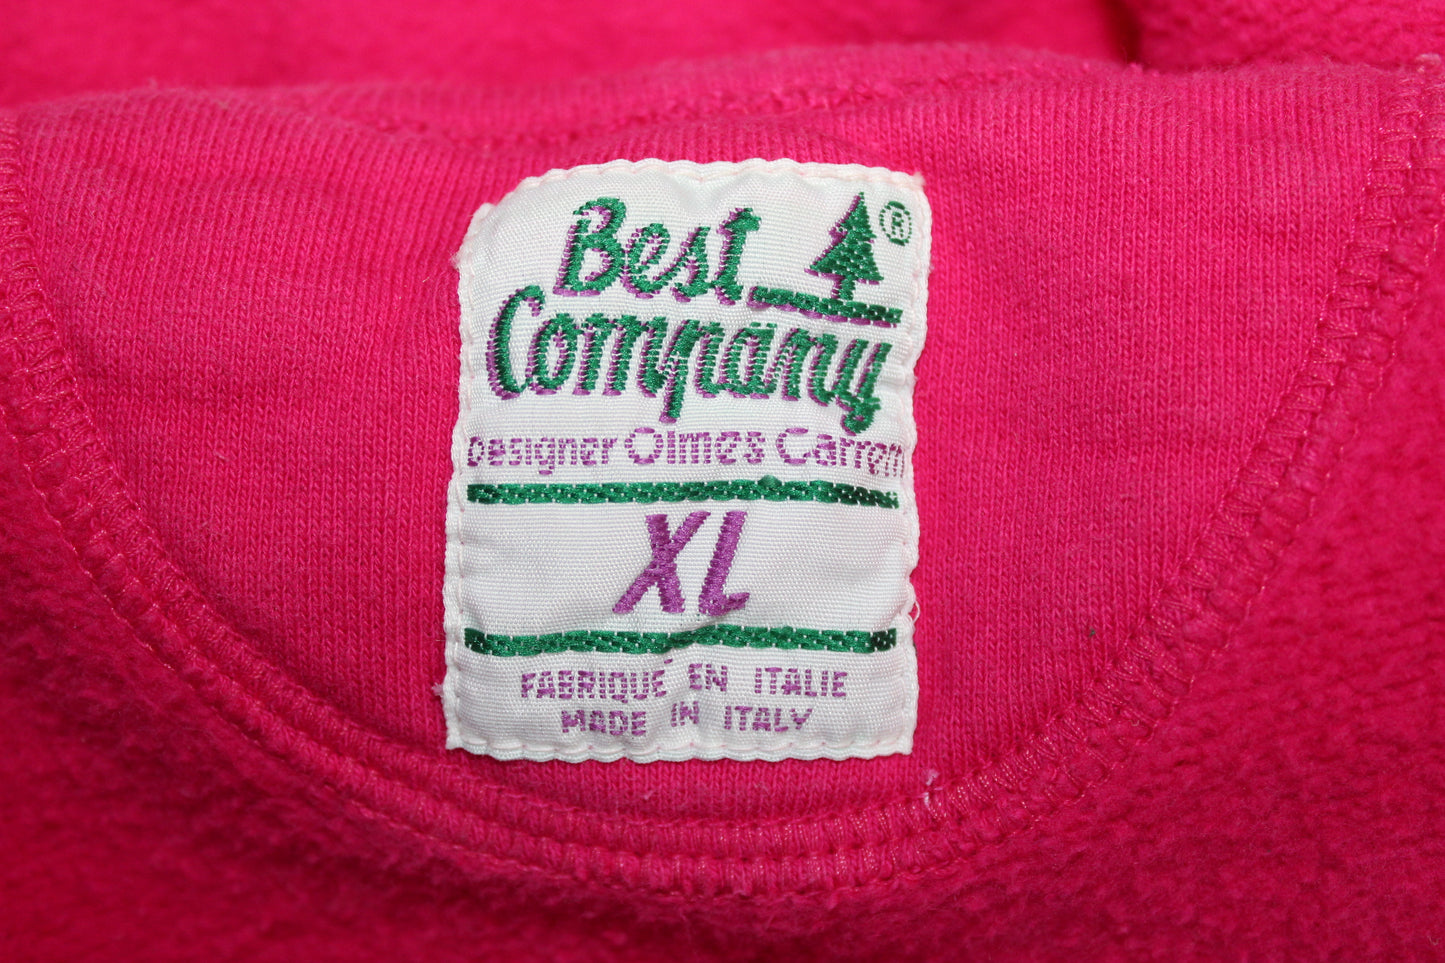 Best ®
Company
Designer Olmes Carretti
XL
FABRIQUÉ EN ITALIE
MADE IN ITALY